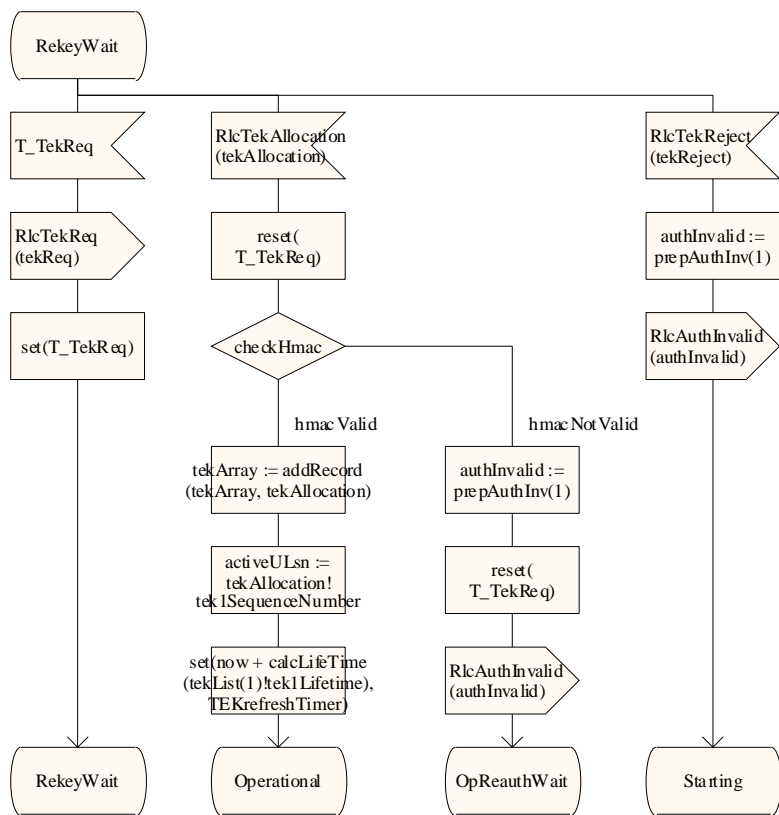 RekeyWait
T_TekReq
RlcTekAllocation
(tekAllocation)
RlcTekReject
(tekReject)
RlcTekReq
(tekReq)
reset(
T_TekReq)
authInvalid :=
prepAuthInv(1)
set(T_TekReq)
checkHmac
RlcAuthInvalid
(authInvalid)
hmacValid
hmacNotValid
tekArray := addRecord
(tekArray, tekAllocation)
authInvalid :=
prepAuthInv(1)
activeULsn :=
tekAllocation!
tek1SequenceNumber
reset(
T_TekReq)
set(now + calcLifeTime
(tekList(1)!tek1Lifetime),
TEKrefreshTimer)
RlcAuthInvalid
(authInvalid)
RekeyWait
Operational
OpReauthWait
Starting